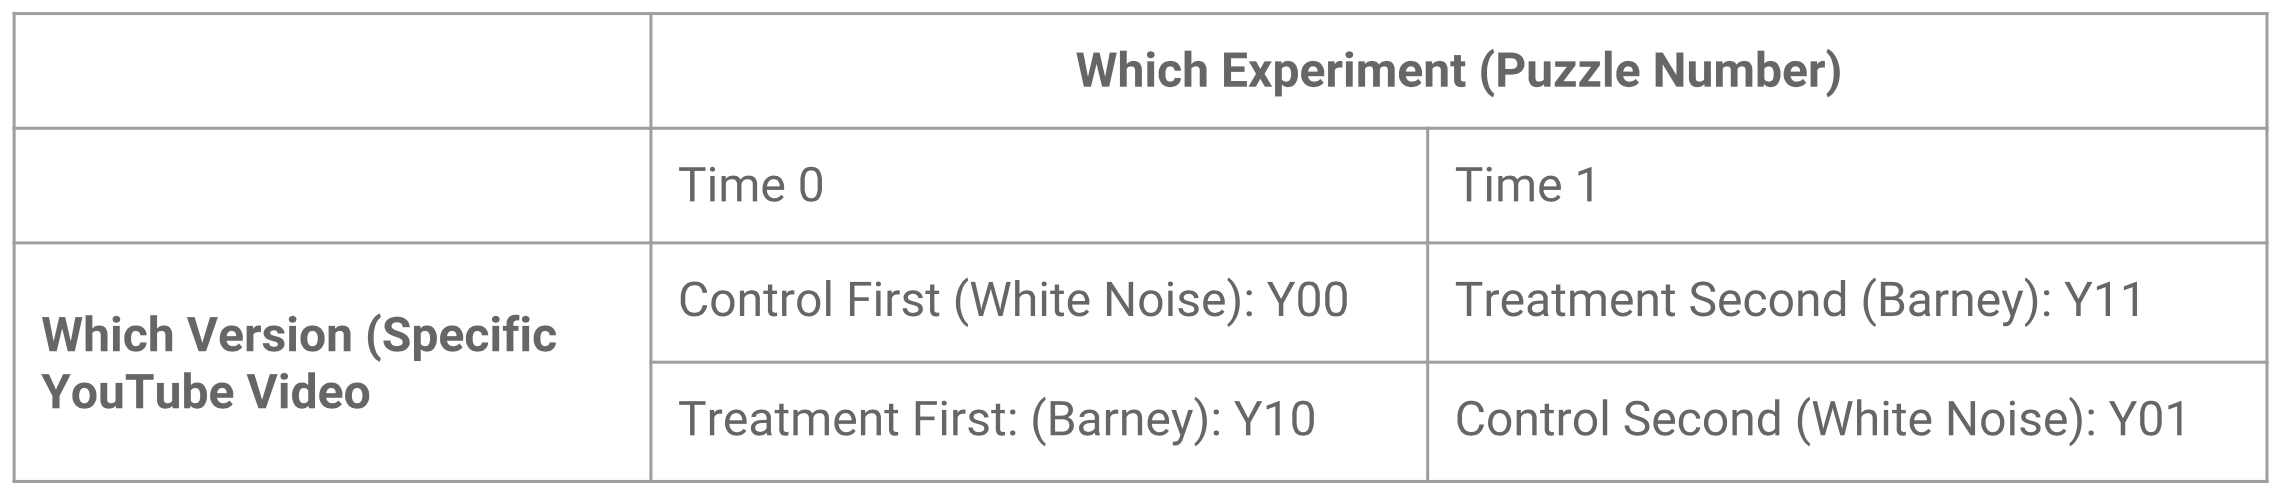 Which Experiment (Puzzle Number)
Time 0
Time 1
Which Version (Specific
YouTube Video
Control First (White Noise): Y00
Treatment Second (Barney): Y11
Treatment First: (Barney): Y10
Control Second (White Noise): Y01